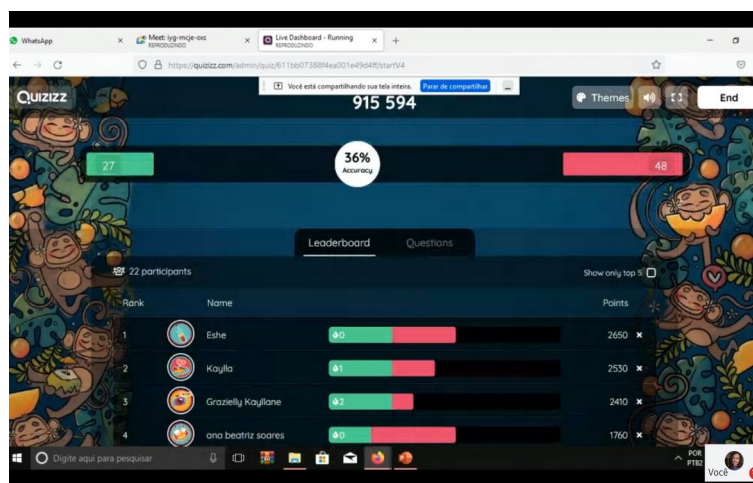 WhatsApp
Meet: iyg-mcje-oxs
REPRODUZINDO
Live Dashboard - Running
REPRODUZINDO
https://quizizz.com/admin/quiz/611bb07388f4ea001e49d4ff/startV4
Você está compartilhando sua tela inteira.
Parar de compartilhar
Quizizz
915 594
Themes
End
27
36%
Accuracy
48
Leaderboard
Questions
22 participants
Show only top 5
Rank Name Points
1 Eshe 0 2650
2 Kaylla 1 2530
3 Grazielly Kayllane 2 2410
4 ana beatriz soares 0 1760
Digite aqui para pesquisar
POR
PTB2
Você